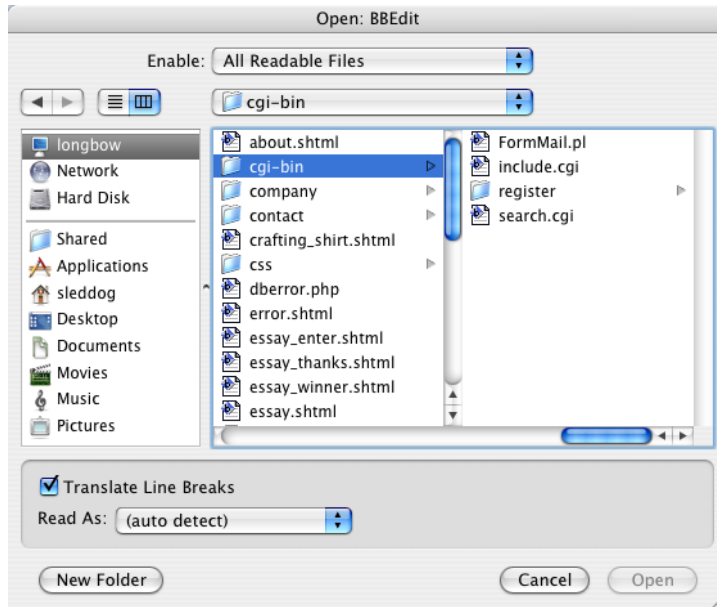 Open: BBEdit
Enable: All Readable Files
cgi-bin
longbow
Network
Hard Disk
Shared
Applications
sleddog
Desktop
Documents
Movies
Music
Pictures
about.shtml
cgi-bin
company
contact
crafting_shirt.shtml
css
dberror.php
error.shtml
essay_enter.shtml
essay_thanks.shtml
essay_winner.shtml
essay.shtml
FormMail.pl
include.cgi
register
search.cgi
Translate Line Breaks
Read As: (auto detect)
New Folder Cancel Open